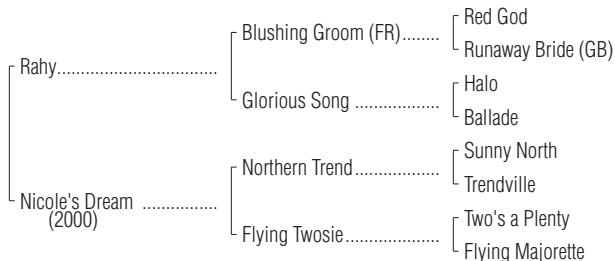 Red God
Blushing Groom (FR)........
Runaway Bride (GB)
Rahy.................................
Halo
Glorious Song .................
Ballade
Sunny North
Northern Trend.................
Trendville
Nicole's Dream ...............
(2000)
Two's a Plenty
Flying Twosie...................
Flying Majorette